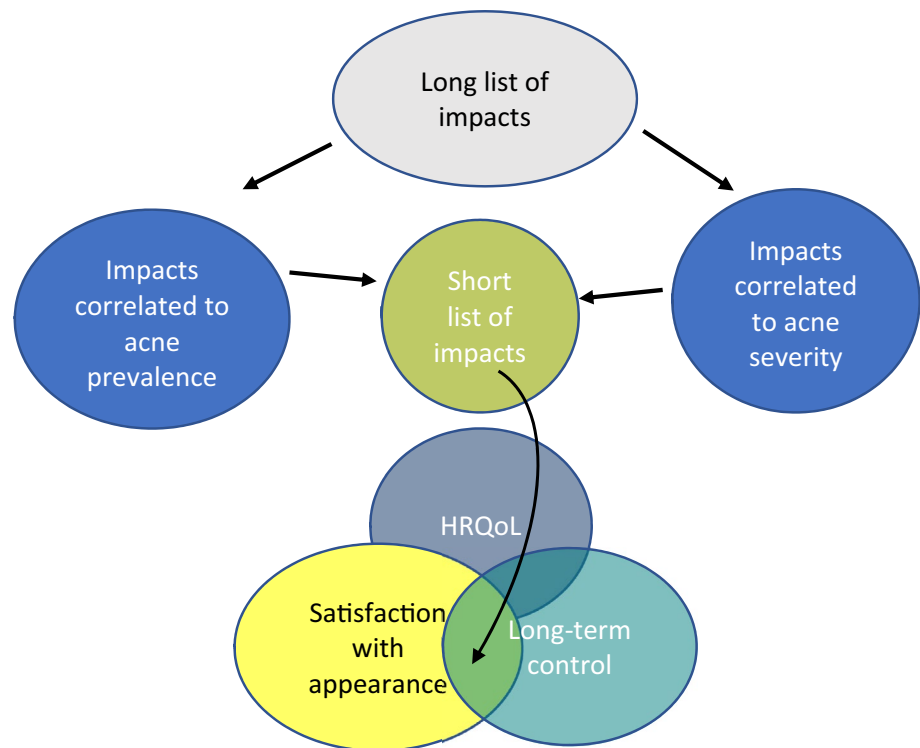 Long list of
impacts
Impacts
correlated to
acne
prevalence
Short
list of
impacts
Impacts
correlated
to acne
severity
HRQoL
Satisfaction
with
appearance
Long-term
control